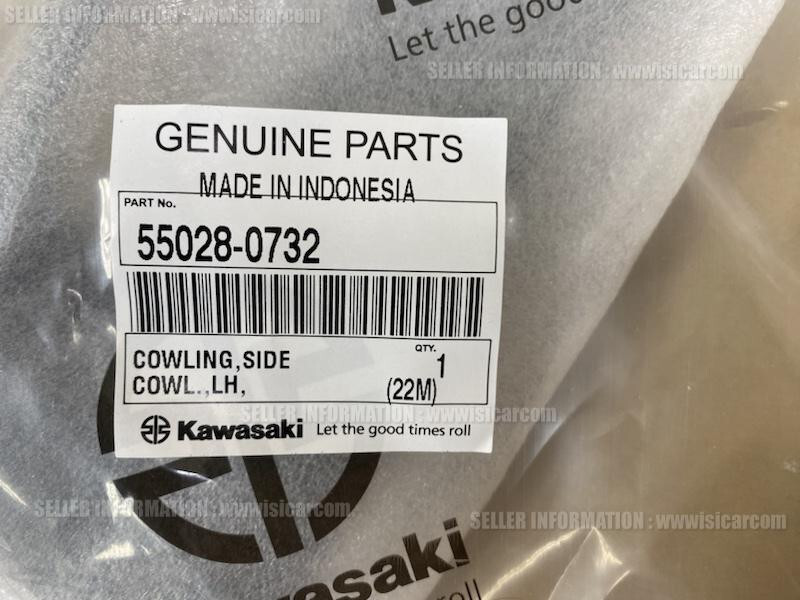 SELLER INFORMATION : wwwisicarcom
Let the good
SELLER INFORMATION : wwwisicarcom
GENUINE PARTS
MADE IN INDONESIA
PART No.
55028-0732
COWLING,SIDE
QTY.
1
COWL.,LH,
(22M)
SELLER INFORMATION : wwwisicarcom
Kawasaki Let the good times roll
SELLER INFORMATION : wwwisicarcom
SELLER INFORMATION : wwwisicarcom
Kawasaki
roll